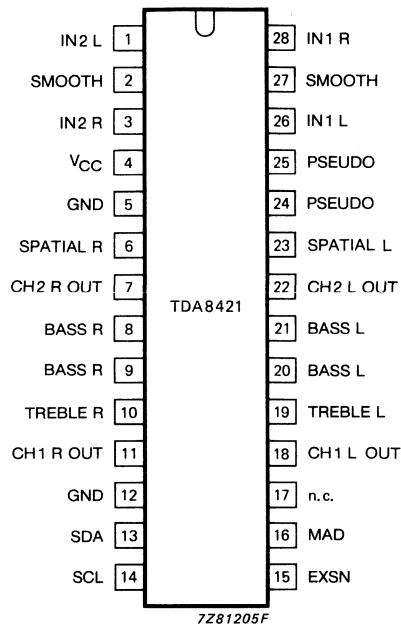 IN2 L 1 28 IN1 R
SMOOTH 2 27 SMOOTH
IN2 R 3 26 IN1 L
VCC 4 25 PSEUDO
GND 5 24 PSEUDO
SPATIAL R 6 23 SPATIAL L
CH2 R OUT 7 22 CH2 L OUT
TDA8421
BASS R 8 21 BASS L
BASS R 9 20 BASS L
TREBLE R 10 19 TREBLE L
CH1 R OUT 11 18 CH1 L OUT
GND 12 17 n.c.
SDA 13 16 MAD
SCL 14 15 EXSN
7Z81205F